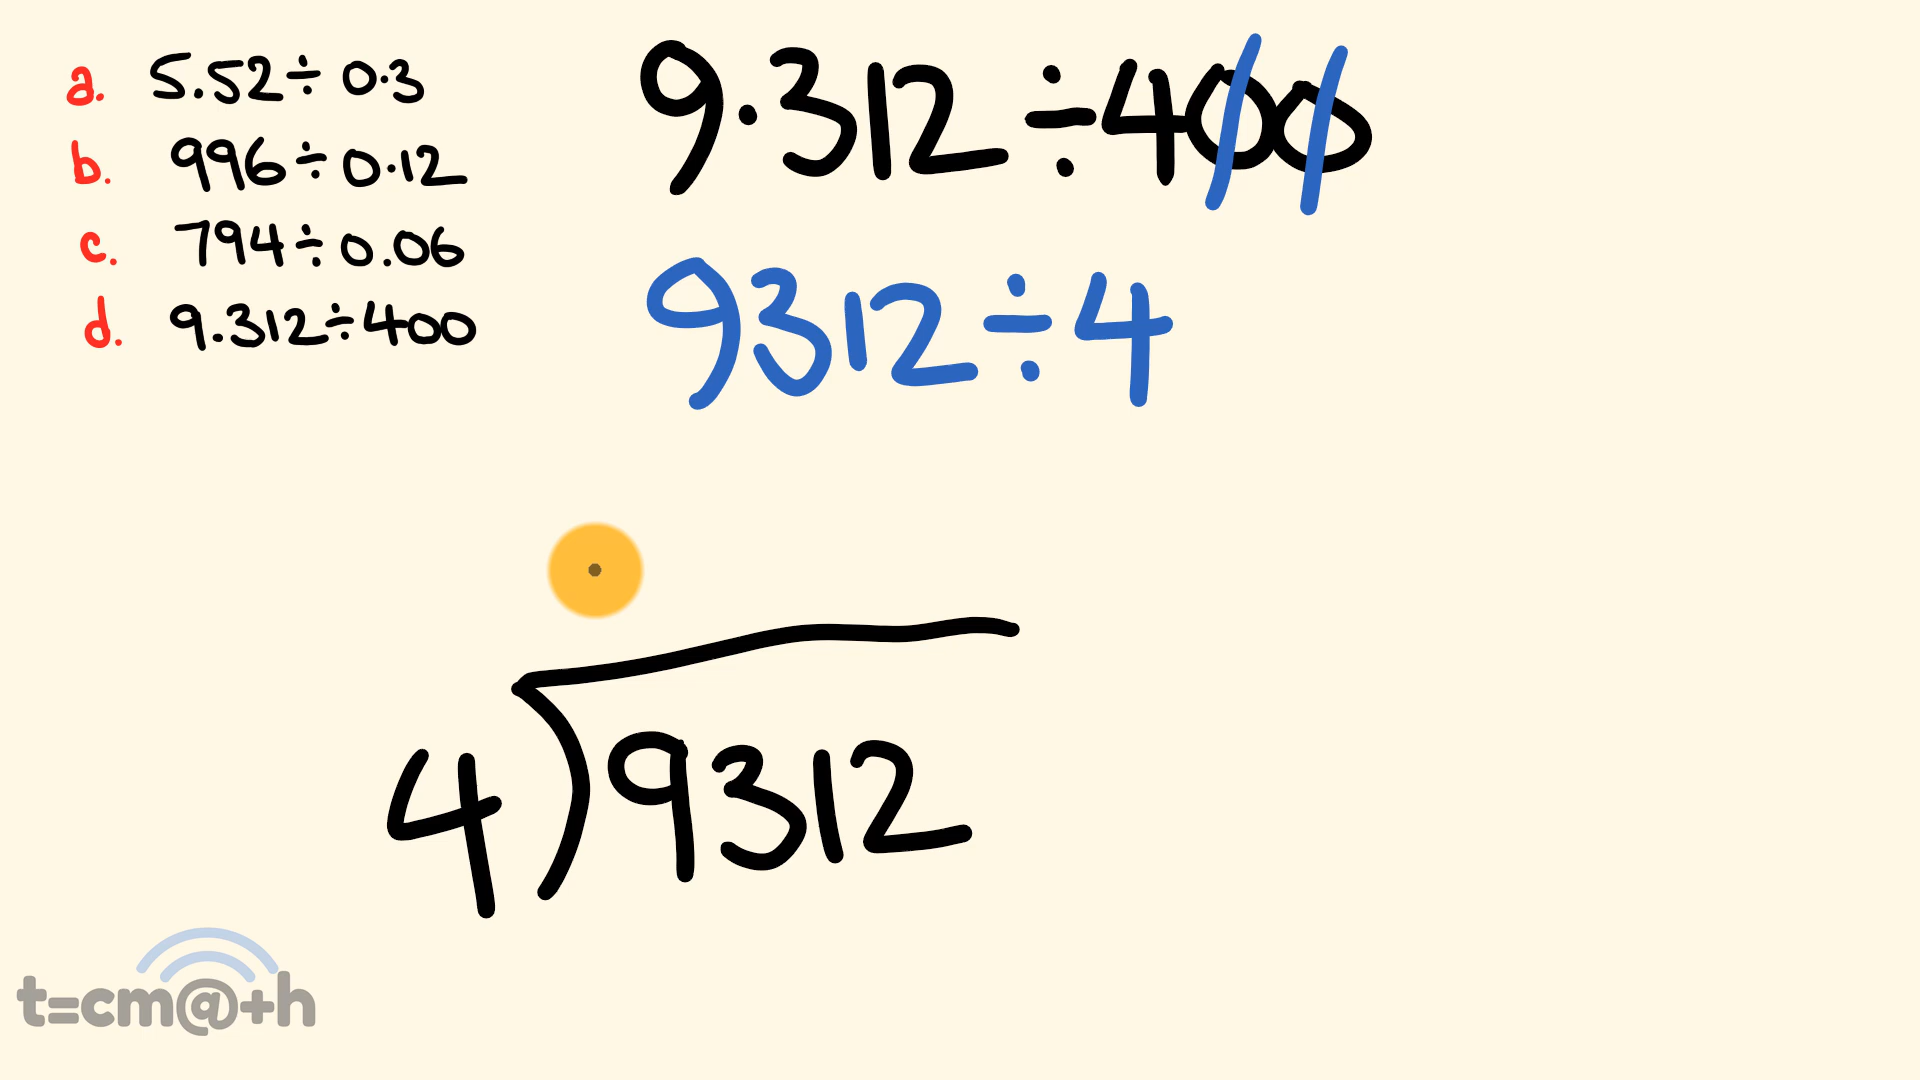 a. 5.52÷ 0.3
b. 996÷ 0.12
c. 794÷ 0.06
d. 9.312÷400
9.312÷400
9312÷4
4)9312
t=cm@+h